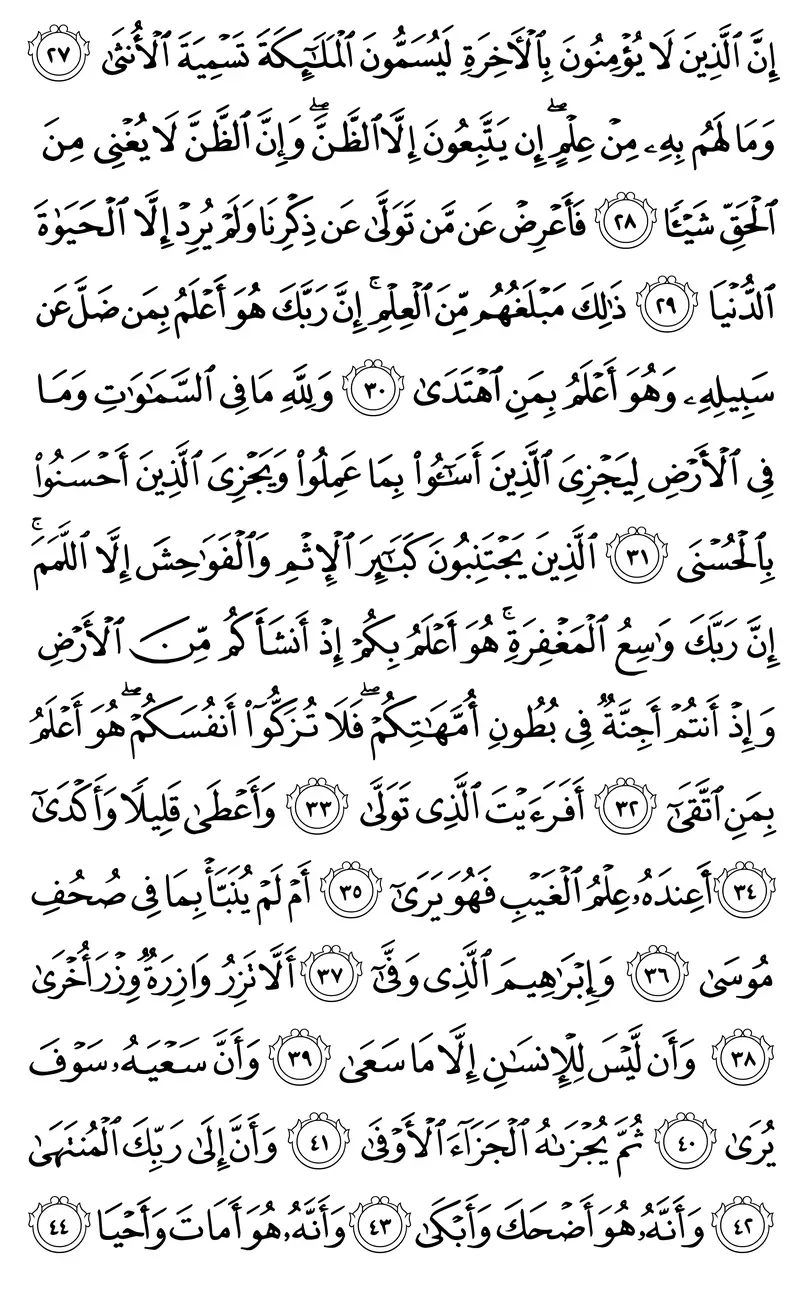 إِنَّ ٱلَّذِينَ لَا يُؤْمِنُونَ بِٱلْـَٔاخِرَةِ لَيُسَمُّونَ ٱلْمَلَـٰٓئِكَةَ تَسْمِيَةَ ٱلْأُنثَىٰ ٢٧
وَمَا لَهُم بِهِۦ مِنْ عِلْمٍ ۖ إِن يَتَّبِعُونَ إِلَّا ٱلظَّنَّ ۖ وَإِنَّ ٱلظَّنَّ لَا يُغْنِى مِنَ
ٱلْحَقِّ شَيْـًٔا ٢٨ فَأَعْرِضْ عَن مَّن تَوَلَّىٰ عَن ذِكْرِنَا وَلَمْ يُرِدْ إِلَّا ٱلْحَيَوٰةَ
ٱلدُّنْيَا ٢٩ ذَٰلِكَ مَبْلَغُهُم مِّنَ ٱلْعِلْمِ ۚ إِنَّ رَبَّكَ هُوَ أَعْلَمُ بِمَن ضَلَّ عَن
سَبِيلِهِۦ وَهُوَ أَعْلَمُ بِمَنِ ٱهْتَدَىٰ ٣٠ وَلِلَّهِ مَا فِى ٱلسَّمَـٰوَٰتِ وَمَا
فِى ٱلْأَرْضِ لِيَجْزِىَ ٱلَّذِينَ أَسَـٰٓـُٔوا۟ بِمَا عَمِلُوا۟ وَيَجْزِىَ ٱلَّذِينَ أَحْسَنُوا۟
بِٱلْحُسْنَى ٣١ ٱلَّذِينَ يَجْتَنِبُونَ كَبَـٰٓئِرَ ٱلْإِثْمِ وَٱلْفَوَٰحِشَ إِلَّا ٱللَّمَمَ ۚ
إِنَّ رَبَّكَ وَٰسِعُ ٱلْمَغْفِرَةِ ۚ هُوَ أَعْلَمُ بِكُمْ إِذْ أَنشَأَكُم مِّنَ ٱلْأَرْضِ
وَإِذْ أَنتُمْ أَجِنَّةٌ فِى بُطُونِ أُمَّهَـٰتِكُمْ ۖ فَلَا تُزَكُّوٓا۟ أَنفُسَكُمْ ۖ هُوَ أَعْلَمُ
بِمَنِ ٱتَّقَىٰٓ ٣٢ أَفَرَءَيْتَ ٱلَّذِى تَوَلَّىٰ ٣٣ وَأَعْطَىٰ قَلِيلًا وَأَكْدَىٰٓ
٣٤ أَعِندَهُۥ عِلْمُ ٱلْغَيْبِ فَهُوَ يَرَىٰٓ ٣٥ أَمْ لَمْ يُنَبَّأْ بِمَا فِى صُحُفِ
مُوسَىٰ ٣٦ وَإِبْرَٰهِيمَ ٱلَّذِى وَفَّىٰٓ ٣٧ أَلَّا تَزِرُ وَازِرَةٌ وِزْرَ أُخْرَىٰ
٣٨ وَأَن لَّيْسَ لِلْإِنسَـٰنِ إِلَّا مَا سَعَىٰ ٣٩ وَأَنَّ سَعْيَهُۥ سَوْفَ
يُرَىٰ ٤٠ ثُمَّ يُجْزَىٰهُ ٱلْجَزَآءَ ٱلْأَوْفَىٰ ٤١ وَأَنَّ إِلَىٰ رَبِّكَ ٱلْمُنتَهَىٰ
٤٢ وَأَنَّهُۥ هُوَ أَضْحَكَ وَأَبْكَىٰ ٤٣ وَأَنَّهُۥ هُوَ أَمَاتَ وَأَحْيَا ٤٤